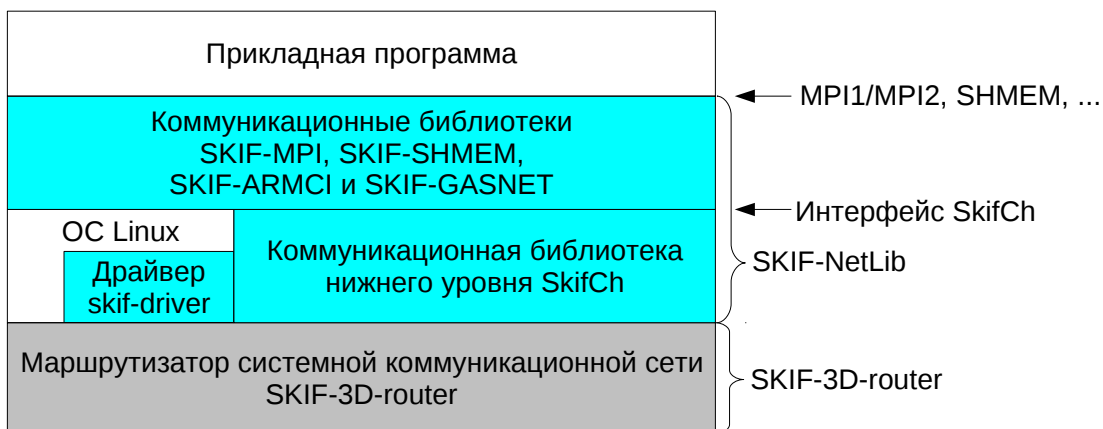 Прикладная программа
MPI1/MPI2, SHMEM, ...
Коммуникационные библиотеки
SKIF-MPI, SKIF-SHMEM,
SKIF-ARMCI и SKIF-GASNET
Интерфейс SkifCh
ОС Linux
Драйвер
skif-driver
Коммуникационная библиотека
нижнего уровня SkifCh
SKIF-NetLib
Маршрутизатор системной коммуникационной сети
SKIF-3D-router
SKIF-3D-router